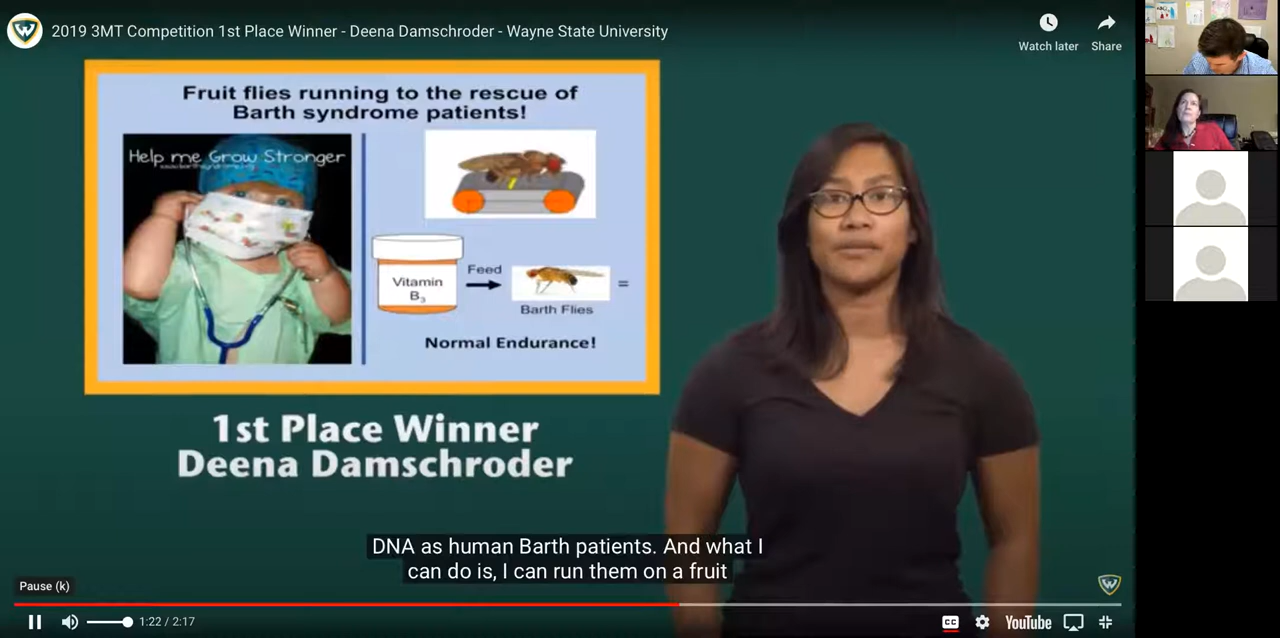 2019 3MT Competition 1st Place Winner - Deena Damschroder - Wayne State University
Watch later
Share
Fruit flies running to the rescue of
Barth syndrome patients!
Help me Grow Stronger
Vitamin
B3
Feed
=
Barth Flies
Normal Endurance!
1st Place Winner
Deena Damschroder
DNA as human Barth patients. And what I
can do is, I can run them on a fruit
Pause (k)
1:22 / 2:17
CC
YouTube